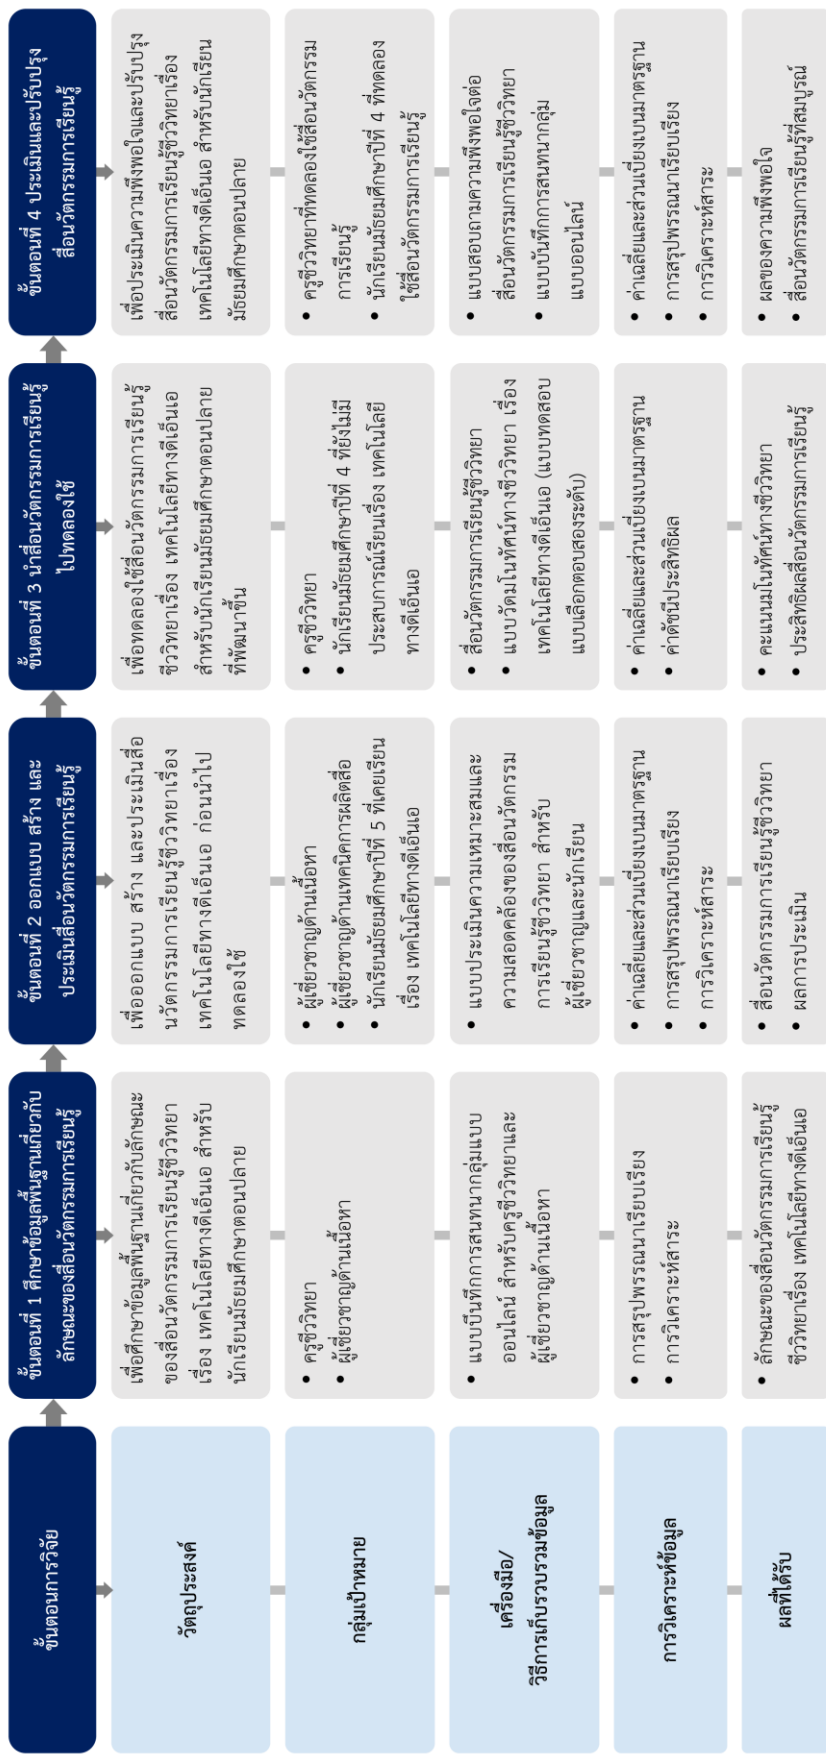 ขั้นตอนการวิจัย
ขั้นตอนที่ 1 ศึกษาข้อมูลพื้นฐานเกี่ยวกับ
ลักษณะของสื่อนวัตกรรมการเรียนรู้
ขั้นตอนที่ 2 ออกแบบ สร้าง และ
ประเมินสื่อนวัตกรรมการเรียนรู้
ขั้นตอนที่ 3 นำสื่อนวัตกรรมการเรียนรู้
ไปทดลองใช้
ขั้นตอนที่ 4 ประเมินและปรับปรุง
สื่อนวัตกรรมการเรียนรู้
วัตถุประสงค์
เพื่อศึกษาข้อมูลพื้นฐานเกี่ยวกับลักษณะ
ของสื่อนวัตกรรมการเรียนรู้ชีววิทยา
เรื่อง เทคโนโลยีทางดีเอ็นเอ สำหรับ
นักเรียนมัธยมศึกษาตอนปลาย
เพื่อออกแบบ สร้าง และประเมินสื่อ
นวัตกรรมการเรียนรู้ชีววิทยาเรื่อง
เทคโนโลยีทางดีเอ็นเอ ก่อนนำไป
ทดลองใช้
เพื่อทดลองใช้สื่อนวัตกรรมการเรียนรู้
ชีววิทยาเรื่อง เทคโนโลยีทางดีเอ็นเอ
สำหรับนักเรียนมัธยมศึกษาตอนปลาย
ที่พัฒนาขึ้น
เพื่อประเมินความพึงพอใจและปรับปรุง
สื่อนวัตกรรมการเรียนรู้ชีววิทยาเรื่อง
เทคโนโลยีทางดีเอ็นเอ สำหรับนักเรียน
มัธยมศึกษาตอนปลาย
กลุ่มเป้าหมาย
• ครูชีววิทยา
• ผู้เชี่ยวชาญด้านเนื้อหา
• ผู้เชี่ยวชาญด้านเนื้อหา
• ผู้เชี่ยวชาญด้านเทคนิคการผลิตสื่อ
• นักเรียนมัธยมศึกษาปีที่ 5 ที่เคยเรียน
เรื่อง เทคโนโลยีทางดีเอ็นเอ
• ครูชีววิทยา
• นักเรียนมัธยมศึกษาปีที่ 4 ที่ยังไม่มี
ประสบการณ์เรียนเรื่อง เทคโนโลยี
ทางดีเอ็นเอ
• ครูชีววิทยาที่ทดลองใช้สื่อนวัตกรรม
การเรียนรู้
• นักเรียนมัธยมศึกษาปีที่ 4 ที่ทดลอง
ใช้สื่อนวัตกรรมการเรียนรู้
เครื่องมือ/
วิธีการเก็บรวบรวมข้อมูล
• แบบบันทึกการสนทนากลุ่มแบบ
ออนไลน์ สำหรับครูชีววิทยาและ
ผู้เชี่ยวชาญด้านเนื้อหา
• แบบประเมินความเหมาะสมและ
ความสอดคล้องของสื่อนวัตกรรม
การเรียนรู้ชีววิทยา สำหรับ
ผู้เชี่ยวชาญและนักเรียน
• สื่อนวัตกรรมการเรียนรู้ชีววิทยา
• แบบวัดมโนทัศน์ทางชีววิทยา เรื่อง
เทคโนโลยีทางดีเอ็นเอ (แบบทดสอบ
แบบเลือกตอบสองระดับ)
• แบบสอบถามความพึงพอใจต่อ
สื่อนวัตกรรมการเรียนรู้ชีววิทยา
• แบบบันทึกการสนทนากลุ่ม
แบบออนไลน์
การวิเคราะห์ข้อมูล
• การสรุปพรรณนาเรียบเรียง
• การวิเคราะห์สาระ
• ค่าเฉลี่ยและส่วนเบี่ยงเบนมาตรฐาน
• การสรุปพรรณนาเรียบเรียง
• การวิเคราะห์สาระ
• ค่าเฉลี่ยและส่วนเบี่ยงเบนมาตรฐาน
• ค่าดัชนีประสิทธิผล
• ค่าเฉลี่ยและส่วนเบี่ยงเบนมาตรฐาน
• การสรุปพรรณนาเรียบเรียง
• การวิเคราะห์สาระ
ผลที่ได้รับ
• ลักษณะของสื่อนวัตกรรมการเรียนรู้
ชีววิทยาเรื่อง เทคโนโลยีทางดีเอ็นเอ
• สื่อนวัตกรรมการเรียนรู้ชีววิทยา
• ผลการประเมิน
• คะแนนมโนทัศน์ทางชีววิทยา
• ประสิทธิผลสื่อนวัตกรรมการเรียนรู้
• ผลของความพึงพอใจ
• สื่อนวัตกรรมการเรียนรู้ที่สมบูรณ์